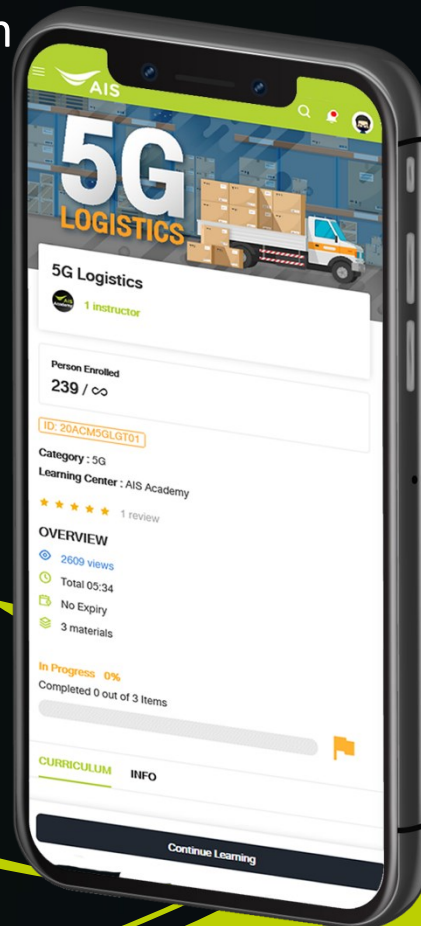 AIS
5G
LOGISTICS
5G Logistics
1 instructor
Person Enrolled
239 / ∞
ID: 20ACM5GLGT01
Category : 5G
Learning Center : AIS Academy
1 review
OVERVIEW
2609 views
Total 05:34
No Expiry
3 materials
In Progress 0%
Completed 0 out of 3 Items
CURRICULUM INFO
Continue Learning